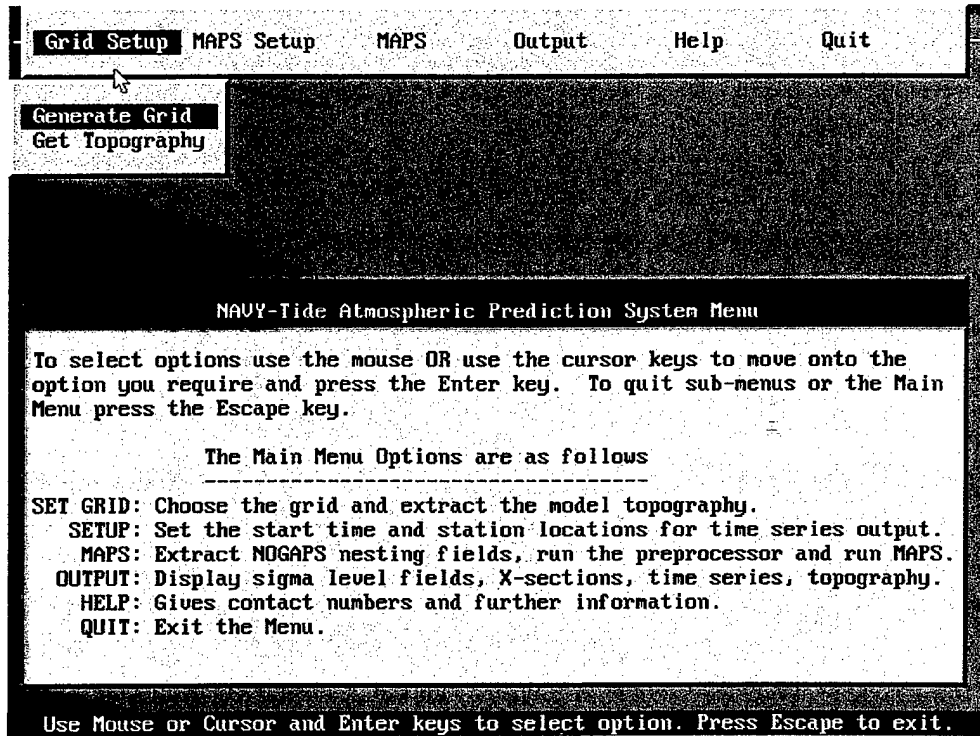 Grid Setup MAPS Setup MAPS Output Help Quit
Generate Grid
Get Topography
NAVY-Tide Atmospheric Prediction System Menu
To select options use the mouse OR use the cursor keys to move onto the
option you require and press the Enter key. To quit sub-menus or the Main
Menu press the Escape key.
The Main Menu Options are as follows
------------------------------------
SET GRID: Choose the grid and extract the model topography.
SETUP: Set the start time and station locations for time series output.
MAPS: Extract NOGAPS nesting fields, run the preprocessor and run MAPS.
OUTPUT: Display sigma level fields, X-sections, time series, topography.
HELP: Gives contact numbers and further information.
QUIT: Exit the Menu.
Use Mouse or Cursor and Enter keys to select option. Press Escape to exit.